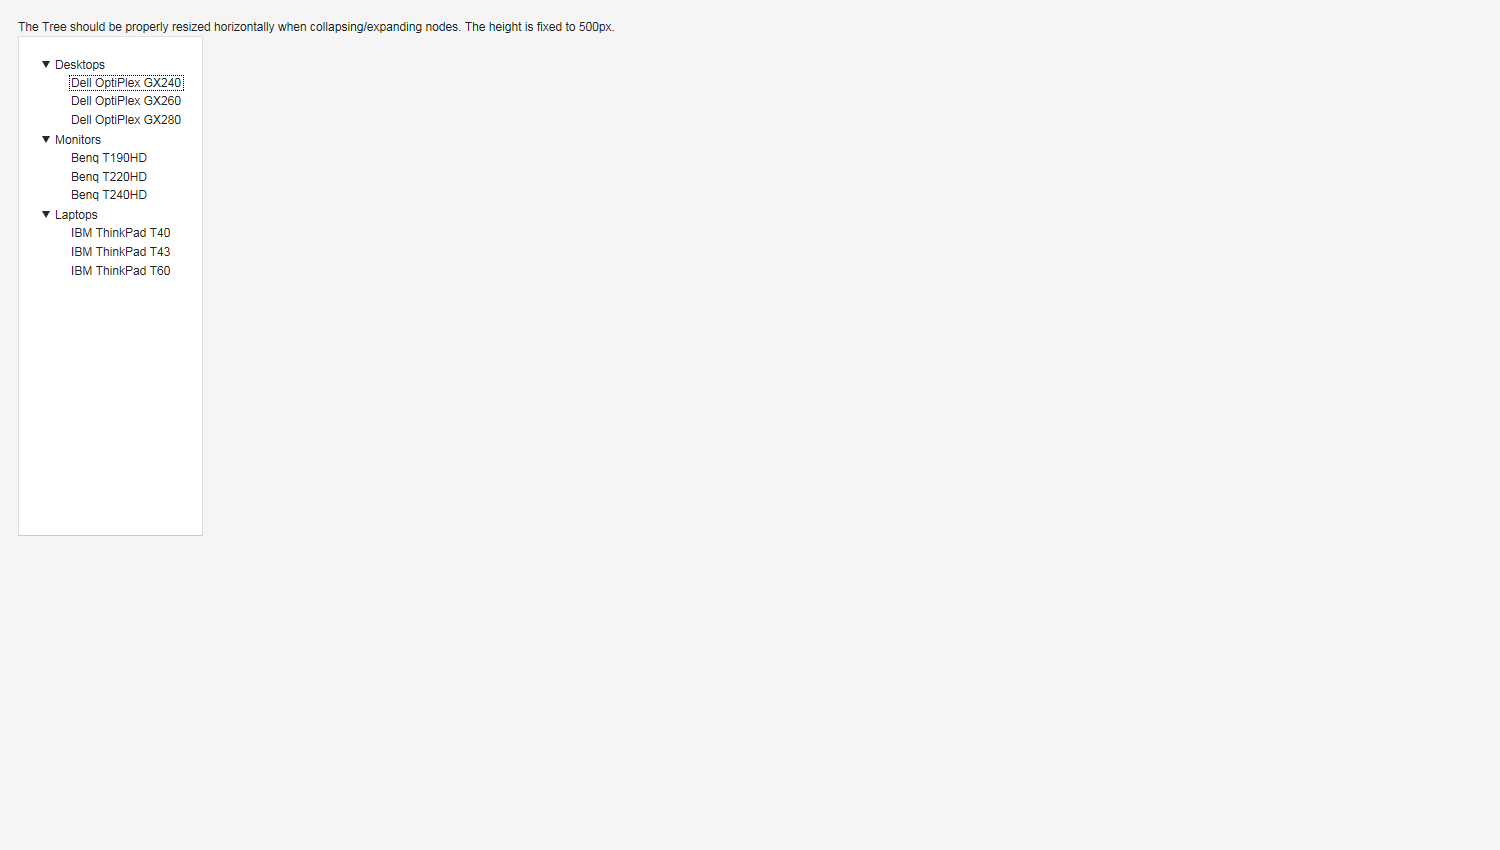 The Tree should be properly resized horizontally when collapsing/expanding nodes. The height is fixed to 500px.
Desktops
Dell OptiPlex GX240
Dell OptiPlex GX260
Dell OptiPlex GX280
Monitors
Benq T190HD
Benq T220HD
Benq T240HD
Laptops
IBM ThinkPad T40
IBM ThinkPad T43
IBM ThinkPad T60